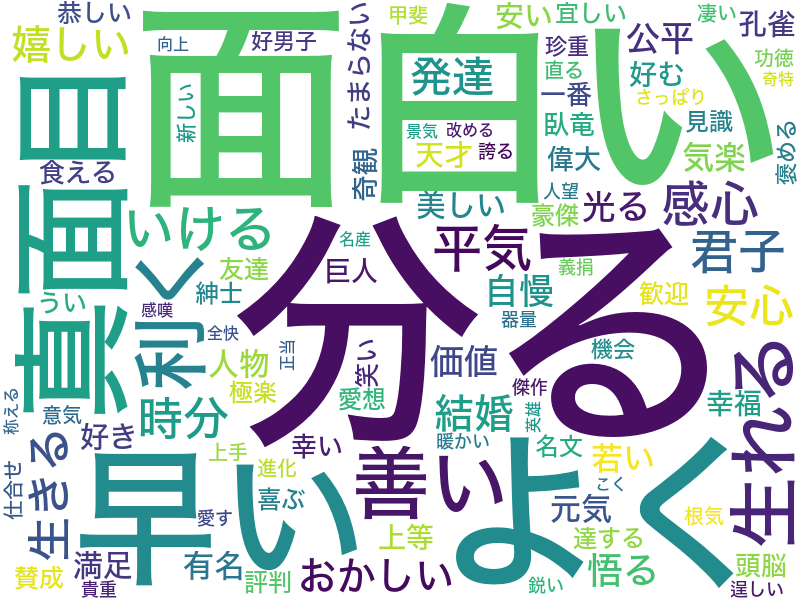 恭しい
向上
好男子
たまらない
甲斐
安い
宜しい
凄い
孔雀
嬉しい
面白い
珍重
公平
功徳
発達
直る
好む
奇特
真面目
新しい
一番
さっぱり
景気
改める
臥竜
見識
食える
奇観
天才
誇る
偉大
気楽
褒める
いける
美しい
人望
豪傑
光る
感心
名産
平気
君子
分る
友達
巨人
義捐
うい
利く
紳士
自慢
歓迎
安心
感嘆
全快
器量
正当
笑い
価値
機会
人物
極楽
愛想
傑作
称える
意気
時分
結婚
英雄
幸福
生れる
好き
上手
幸い
暖かい
名文
若い
仕合せ
生きる
早い
進化
善い
よく
こく
喜ぶ
元気
愛す
上等
達する
根気
賛成
満足
有名
評判
おかしい
鋭い
悟る
頭脳
貴重
逞しい